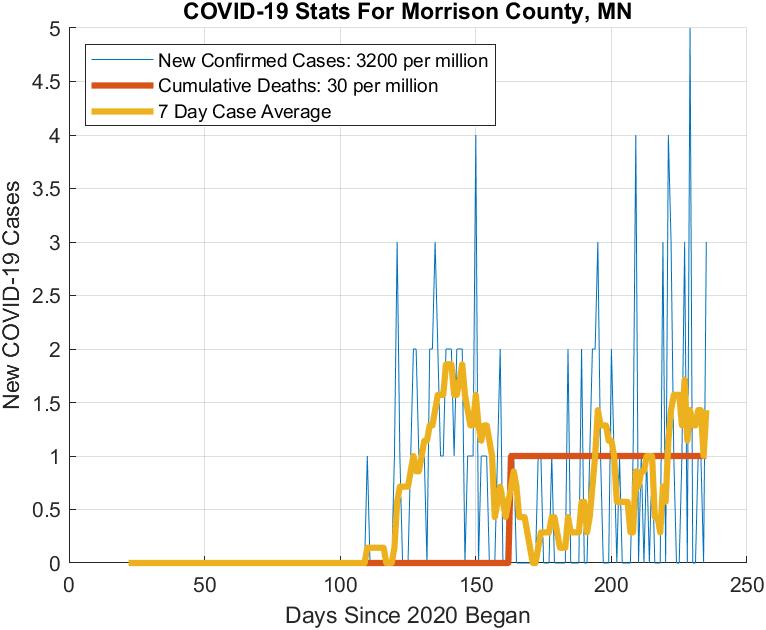 COVID-19 Stats For Morrison County, MN
New Confirmed Cases: 3200 per million
Cumulative Deaths: 30 per million
7 Day Case Average
New COVID-19 Cases
5
4.5
4
3.5
3
2.5
2
1.5
1
0.5
0
0 50 100 150 200 250
Days Since 2020 Began